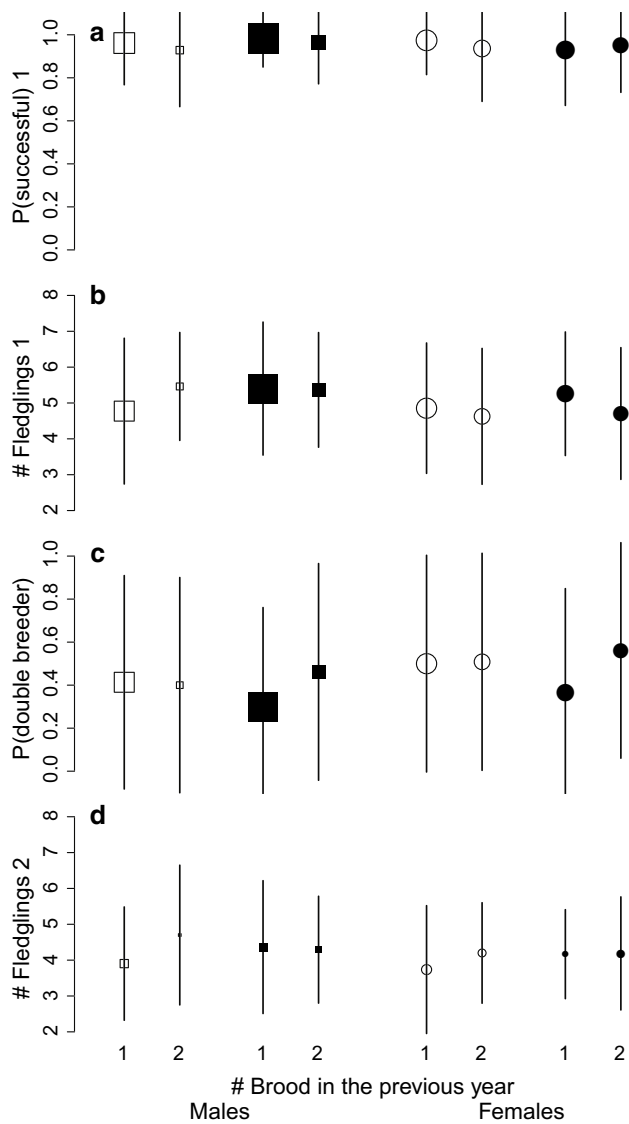 a
P(successful) 1
0.0 0.2 0.4 0.6 0.8 1.0
b
# Fledglings 1
2 3 4 5 6 7 8
c
P(double breeder)
0.0 0.2 0.4 0.6 0.8 1.0
d
# Fledglings 2
2 3 4 5 6 7 8
1 2 1 2 1 2 1 2
# Brood in the previous year
Males Females